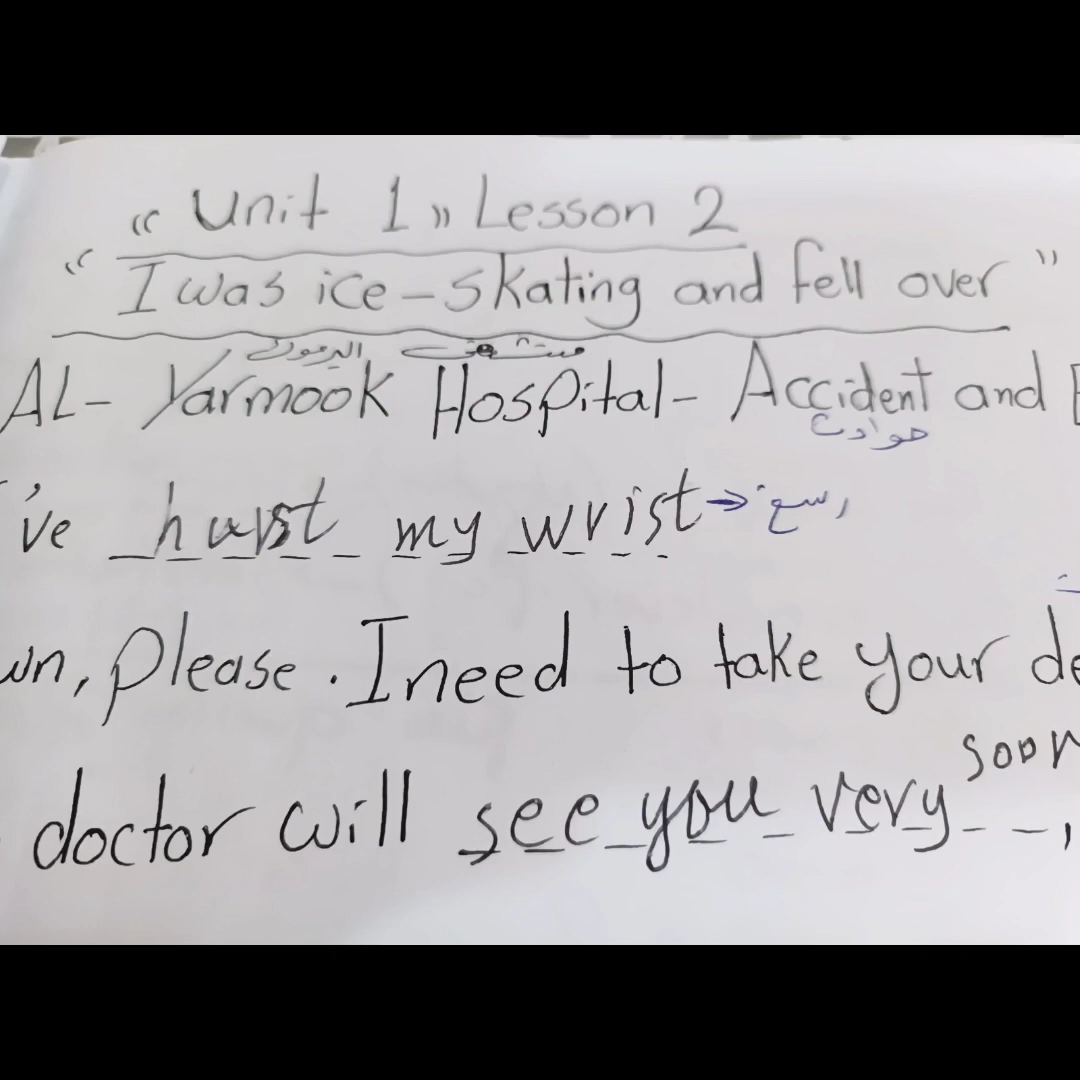 « Unit 1 » Lesson 2
“ I was ice-skating and fell over ”
مستشفى اليرموك
AL- Yarmook Hospital- Accident and
حوادث
've hurst my wrist → رسغ
wn, please. I need to take your de
soon
doctor will see you very ,